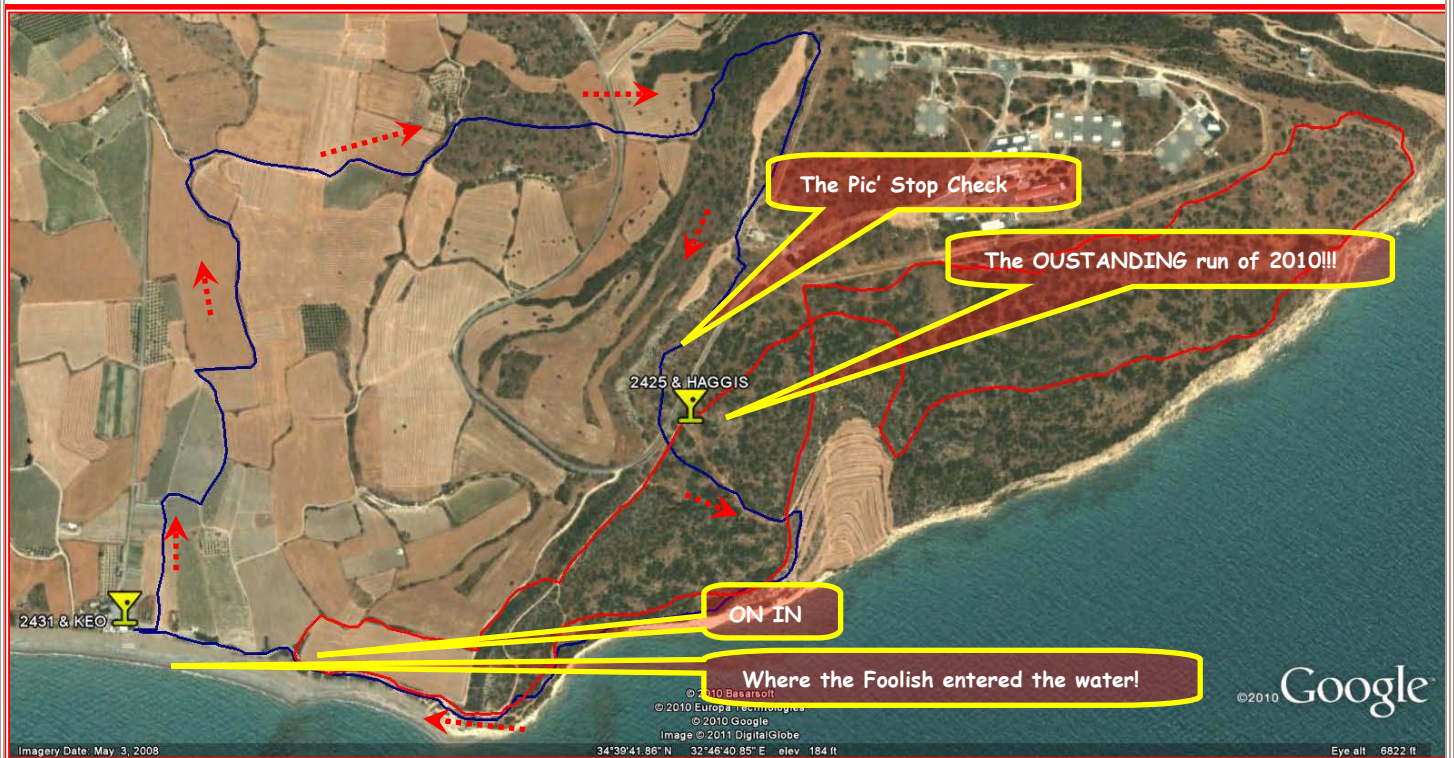 The Pic' Stop Check
The OUSTANDING run of 2010!!!
2425 & HAGGIS
2431 & KEO
ON IN
Where the Foolish entered the water!
© 2010 Basarsoft
© 2010 Europa Technologies
© 2010 Google
Image © 2011 DigitalGlobe
©2010 Google
Imagery Date: May 3, 2008
34°39'41.86" N 32°46'40.85" E elev 184 ft
Eye alt 6822 ft